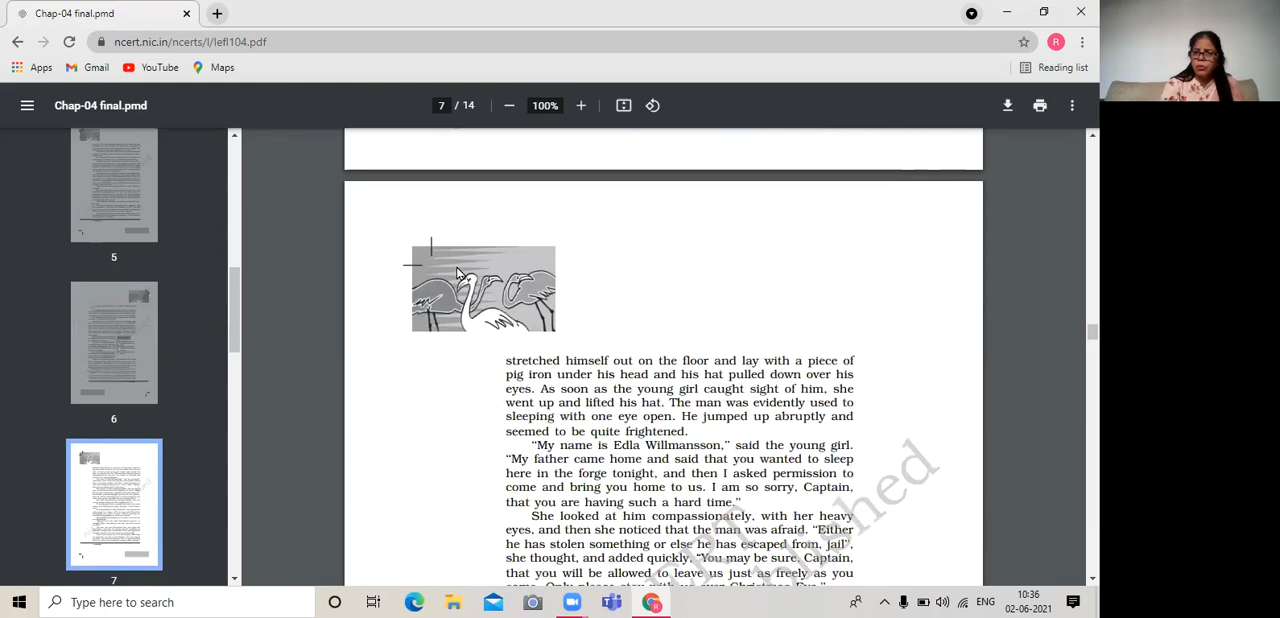 Chap-04 final.pmd
ncert.nic.in/ncerts/l/lefl104.pdf
R
Apps
Gmail
YouTube
Maps
Reading list
Chap-04 final.pmd
7 / 14
100%
5
6
7
stretched himself out on the floor and lay with a piece of
pig iron under his head and his hat pulled down over his
eyes. As soon as the young girl caught sight of him, she
went up and lifted his hat. The man was evidently used to
sleeping with one eye open. He jumped up abruptly and
seemed to be quite frightened.
“My name is Edla Willmansson,” said the young girl.
“My father came home and said that you wanted to sleep
here in the forge tonight, and then I asked permission to
come and bring you home to us. I am so sorry, Captain,
that you are having such a hard time.”
She looked at him compassionately, with her heavy
eyes, and then she noticed that the man was afraid. “Either
he has stolen something or else he has escaped from, jail”,
she thought, and added quickly, “You may be sure, Captain,
that you will be allowed to leave us just as freely as you
came. Only please stay with us over Christmas Eve.”
Type here to search
R
ENG
10:36
02-06-2021